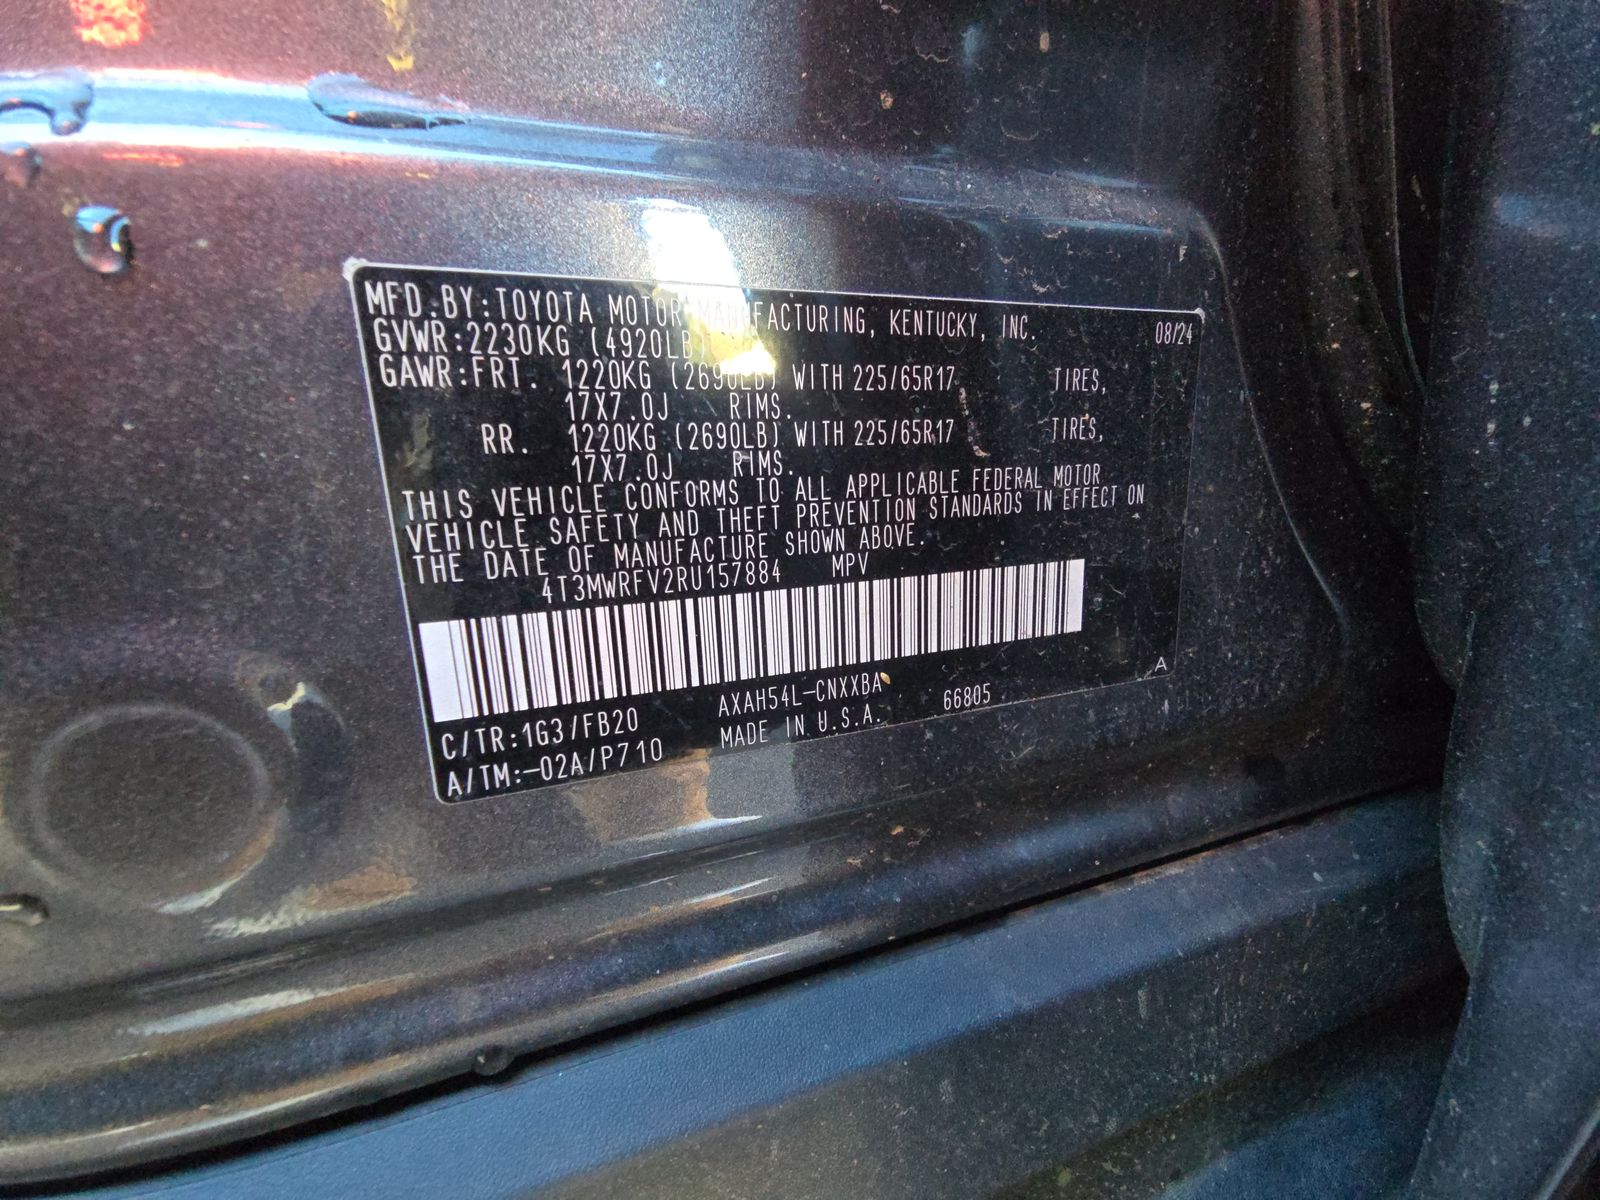 MFD.BY:TOYOTA MOTOR MANUFACTURING, KENTUCKY, INC. 08/24
GVWR:2230KG (4920LB)
GAWR:FRT. 1220KG (2690LB) WITH 225/65R17 TIRES,
17X7.0J RIMS.
RR. 1220KG (2690LB) WITH 225/65R17 TIRES,
17X7.0J RIMS.
THIS VEHICLE CONFORMS TO ALL APPLICABLE FEDERAL MOTOR
VEHICLE SAFETY AND THEFT PREVENTION STANDARDS IN EFFECT ON
THE DATE OF MANUFACTURE SHOWN ABOVE.
4T3MWRFV2RU157884 MPV
A
C/TR:1G3/FB20 AXAH54L-CNXXBA 66805
A/TM:-02A/P710 MADE IN U.S.A.